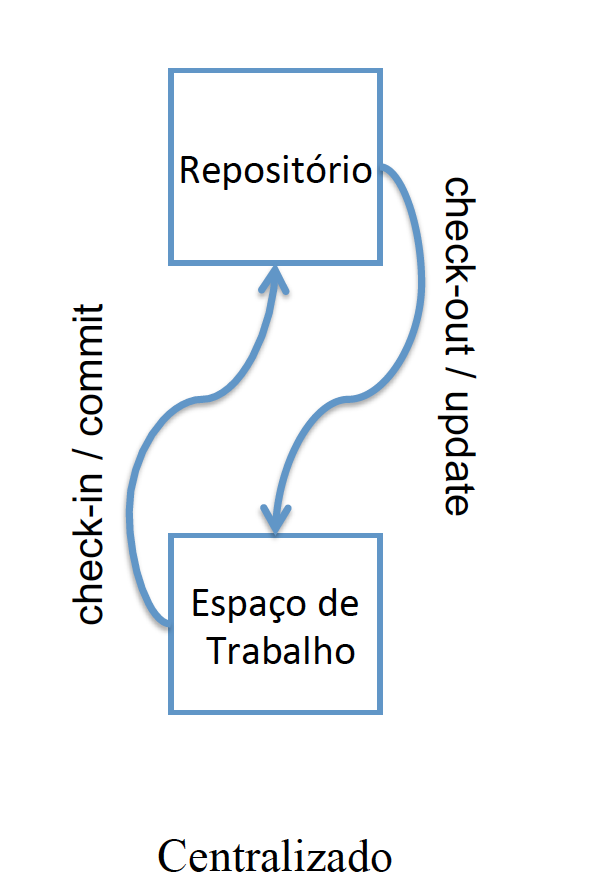 Repositório
check-out / update
check-in / commit
Espaço de
Trabalho
Centralizado